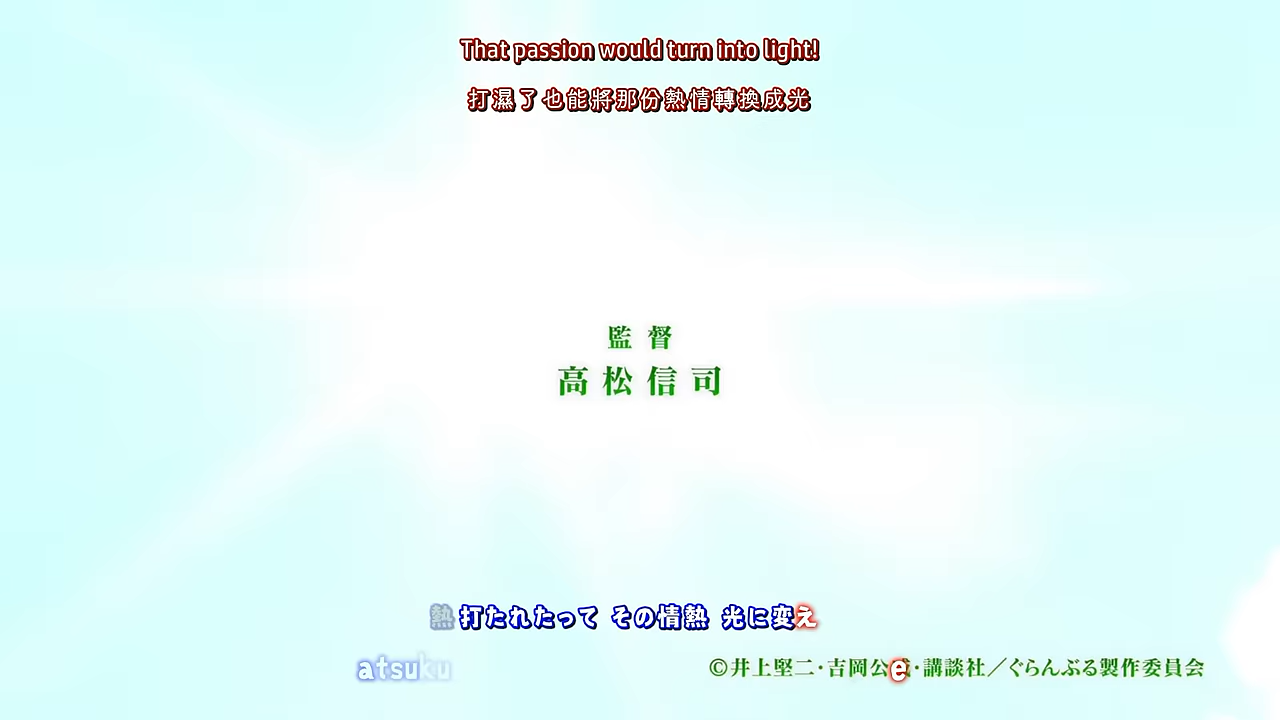 That passion would turn into light!
打濕了也能將那份熱情轉換成光
監督
高松信司
熱 打たれたって その情熱 光に変え
atsuku
©井上堅二・吉岡公 e ・講談社／ぐらんぶる製作委員会